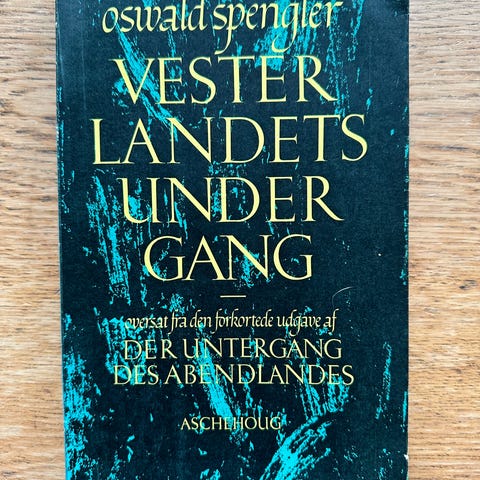 oswald spengler
VESTER
LANDETS
UNDER
GANG
oversat fra den forkortede udgave af
DER UNTERGANG
DES ABENDLANDES
ASCHEHOUG